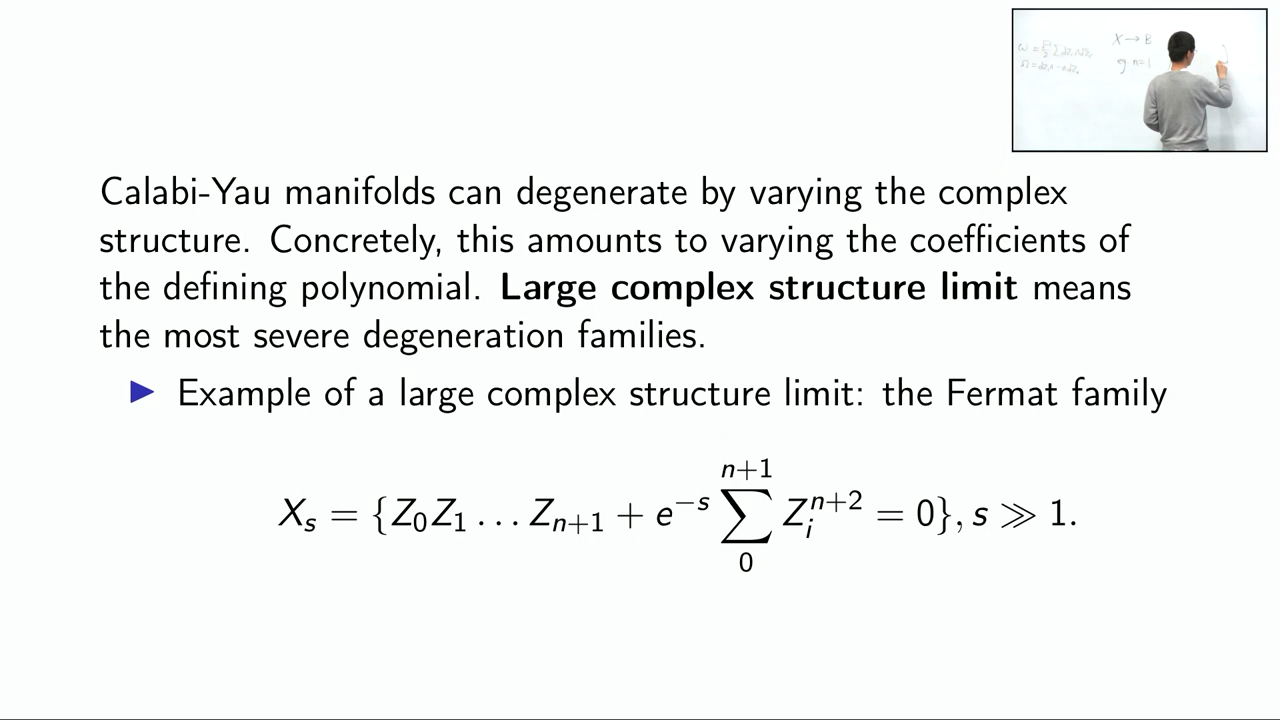 X → B
Calabi-Yau manifolds can degenerate by varying the complex
structure. Concretely, this amounts to varying the coefficients of
the defining polynomial. Large complex structure limit means
the most severe degeneration families.
▶ Example of a large complex structure limit: the Fermat family
X_s = {Z_0Z_1 … Z_{n+1} + e^{-s} \sum_0^{n+1} Z_i^{n+2} = 0}, s ≫ 1.